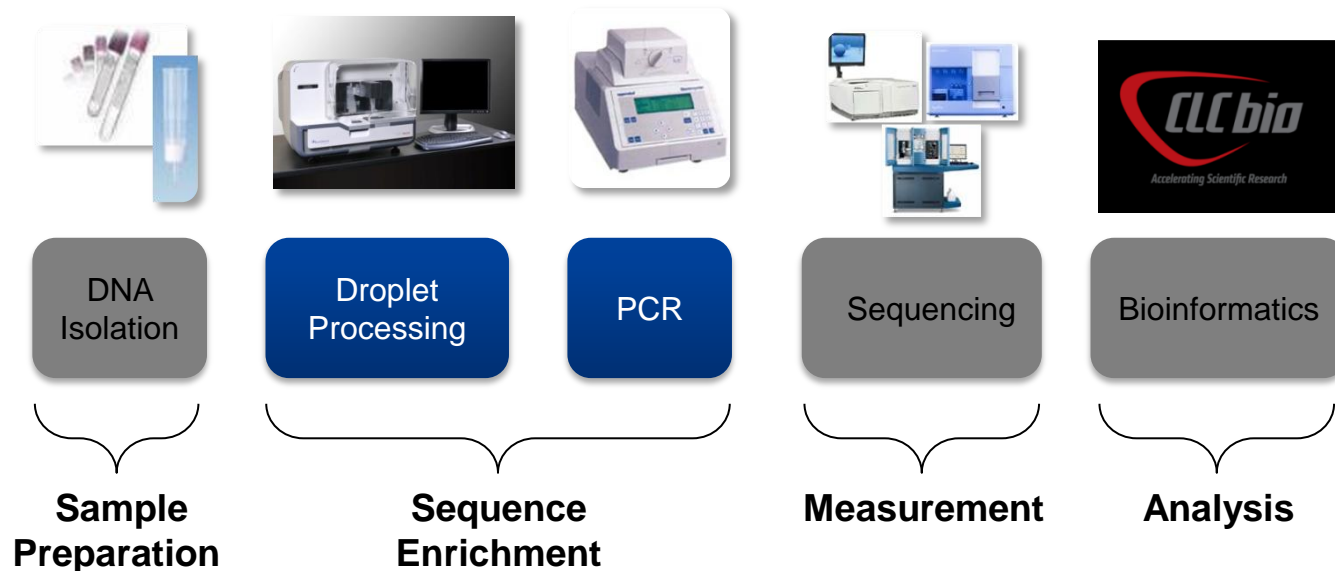 CLC bio
Accelerating Scientific Research
DNA
Isolation
Droplet
Processing
PCR
Sequencing
Bioinformatics
Sample
Preparation
Sequence
Enrichment
Measurement
Analysis